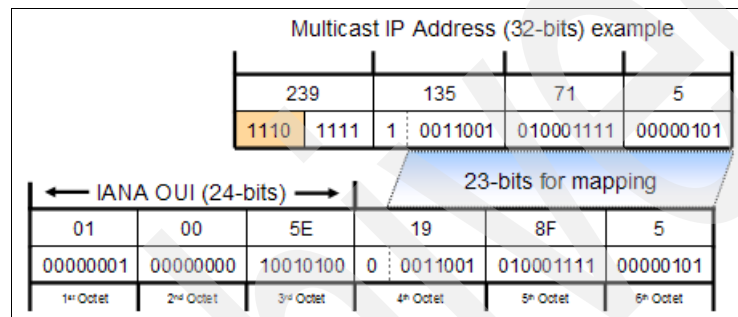 Multicast IP Address (32-bits) example
239 135 71 5
1110 1111 1 0011001 010001111 00000101
IANA OUI (24-bits)
23-bits for mapping
01 00 5E 19 8F 5
00000001 00000000 10010100 0 0011001 010001111 00000101
1st Octet 2nd Octet 3rd Octet 4th Octet 5th Octet 6th Octet